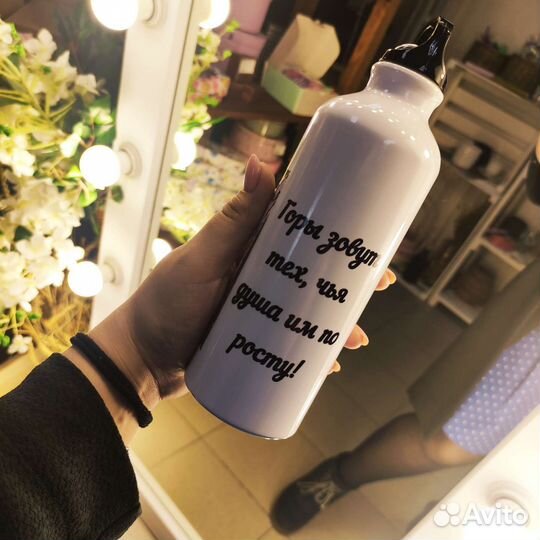 Горы зовут
тех, чья
душа им по
росту!
Avito